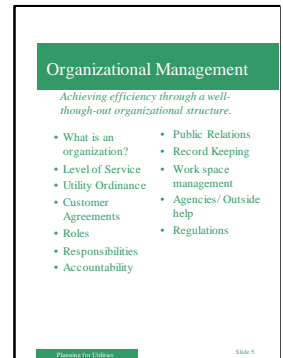 Organizational Management
Achieving efficiency through a well-
though-out organizational structure.
• What is an
organization?
• Level of Service
• Utility Ordinance
• Customer
Agreements
• Roles
• Responsibilities
• Accountability
• Public Relations
• Record Keeping
• Work space
management
• Agencies/ Outside
help
• Regulations
Planning for Utilities
Slide 5